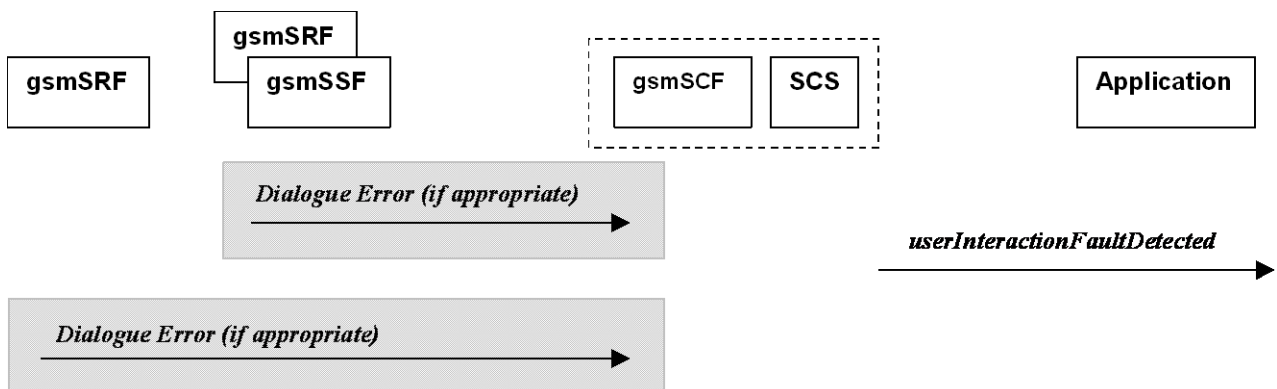 gsmSRF
gsmSRF
gsmSSF
gsmSCF
SCS
Application
Dialogue Error (if appropriate)
userInteractionFaultDetected
Dialogue Error (if appropriate)